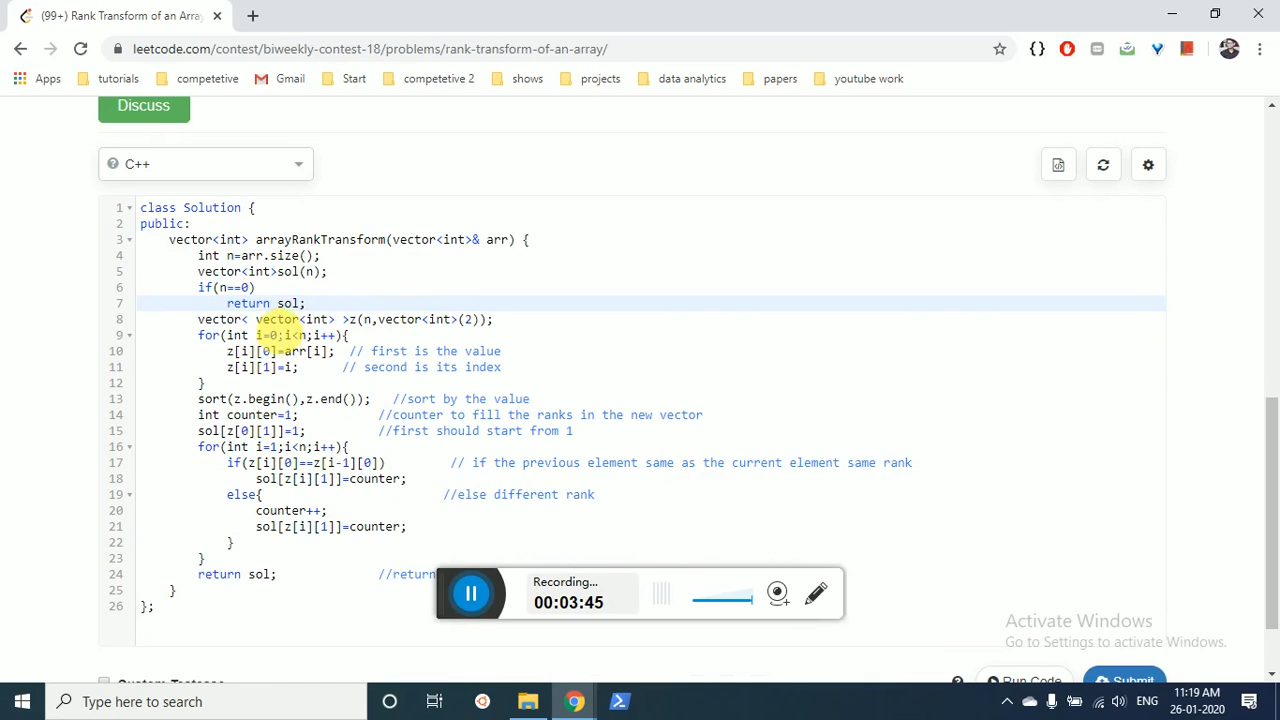 (99+) Rank Transform of an Array
leetcode.com/contest/biweekly-contest-18/problems/rank-transform-of-an-array/
Apps tutorials competetive Gmail Start competetive 2 shows projects data analytics papers youtube work
Discuss
C++
1 class Solution {
2 public:
3 vector<int> arrayRankTransform(vector<int>& arr) {
4 int n=arr.size();
5 vector<int>sol(n);
6 if(n==0)
7 return sol;
8 vector< vector<int> >z(n,vector<int>(2));
9 for(int i=0;i<n;i++){
10 z[i][0]=arr[i]; // first is the value
11 z[i][1]=i; // second is its index
12 }
13 sort(z.begin(),z.end()); //sort by the value
14 int counter=1; //counter to fill the ranks in the new vector
15 sol[z[0][1]]=1; //first should start from 1
16 for(int i=1;i<n;i++){
17 if(z[i][0]==z[i-1][0]) // if the previous element same as the current element same rank
18 sol[z[i][1]]=counter;
19 else{ //else different rank
20 counter++;
21 sol[z[i][1]]=counter;
22 }
23 }
24 return sol; //return
25 }
26 };
Recording...
00:03:45
Activate Windows
Go to Settings to activate Windows.
Custom Testcase
Run Code
Submit
Type here to search
ENG
11:19 AM
26-01-2020